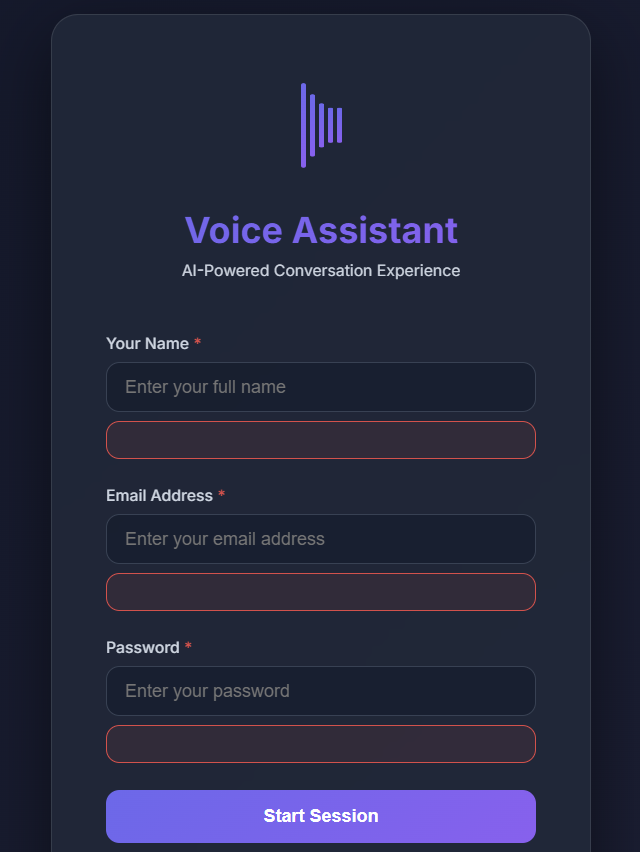 Voice Assistant
AI-Powered Conversation Experience
Your Name *
Enter your full name
Email Address *
Enter your email address
Password *
Enter your password
Start Session